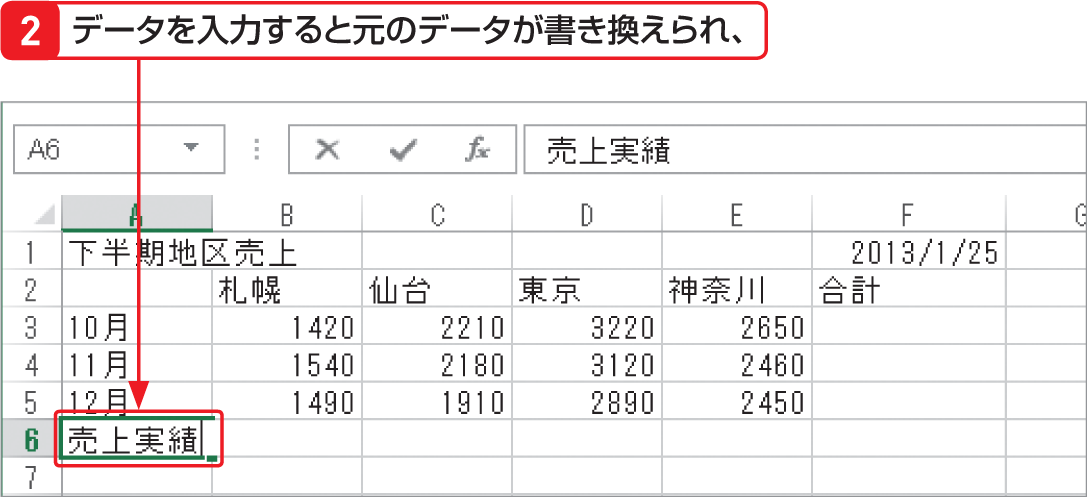 2 データを入力すると元のデータが書き換えられ、
A6 fx 売上実績
A B C D E F G
1 下半期地区売上 2013/1/25
2 札幌 仙台 東京 神奈川 合計
3 10月 1420 2210 3220 2650
4 11月 1540 2180 3120 2460
5 12月 1490 1910 2890 2450
6 売上実績
7